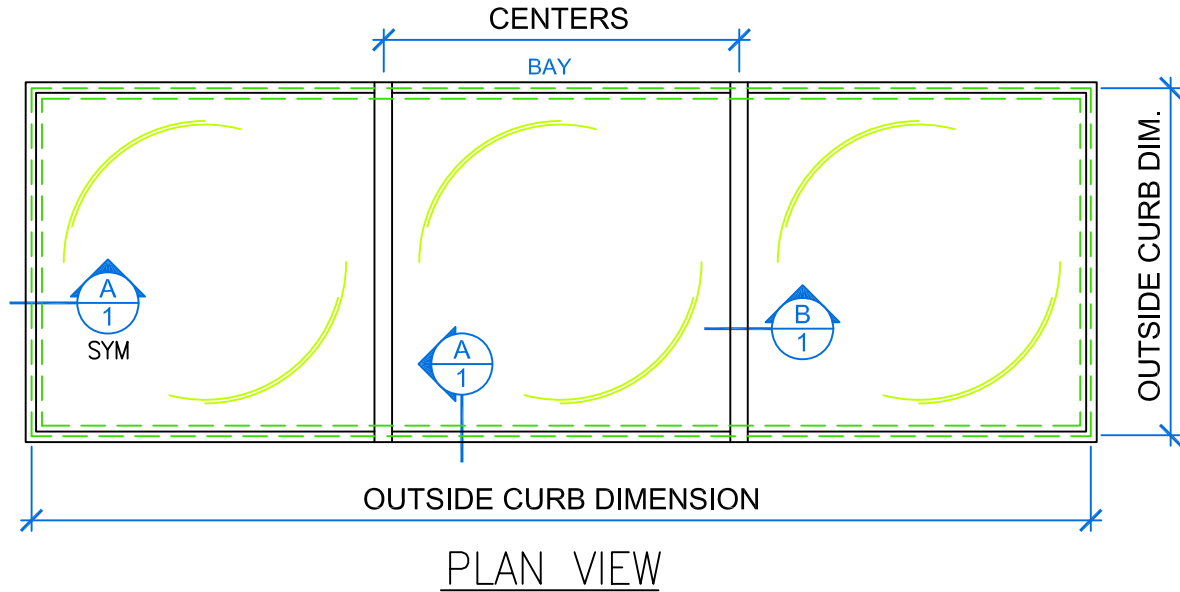 CENTERS
BAY
OUTSIDE CURB DIM.
A
1
SYM
A
1
B
1
OUTSIDE CURB DIMENSION
PLAN VIEW